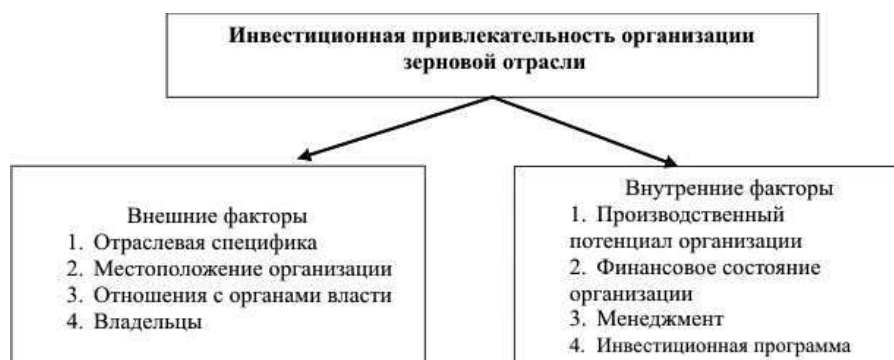 Инвестиционная привлекательность организации
зерновой отрасли
Внешние факторы
1. Отраслевая специфика
2. Местоположение организации
3. Отношения с органами власти
4. Владельцы
Внутренние факторы
1. Производственный
потенциал организации
2. Финансовое состояние
организации
3. Менеджмент
4. Инвестиционная программа